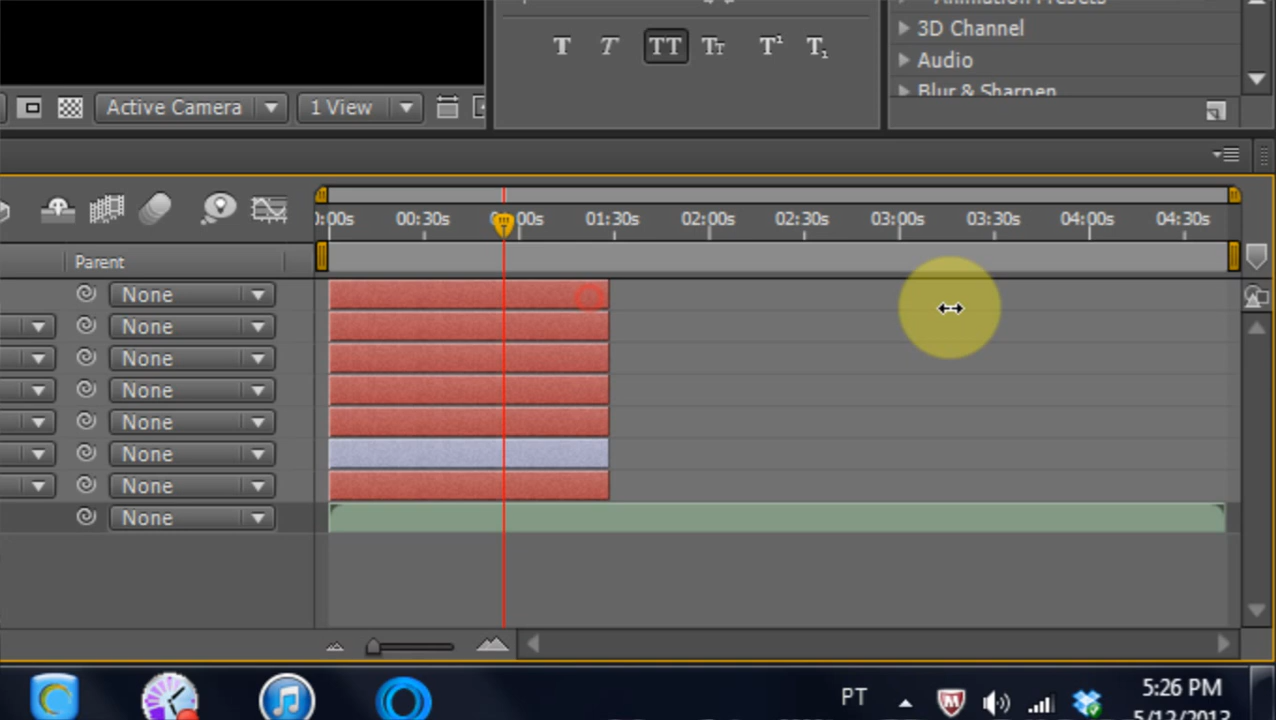 Animation Presets
3D Channel
T T TT Tт T¹ T₁
Audio
Blur & Sharpen
Active Camera
1 View
0:00s 00:30s 01:30s 02:00s 02:30s 03:00s 03:30s 04:00s 04:30s
Parent
None
None
None
None
None
None
None
None
PT
5:26 PM
5/12/2013